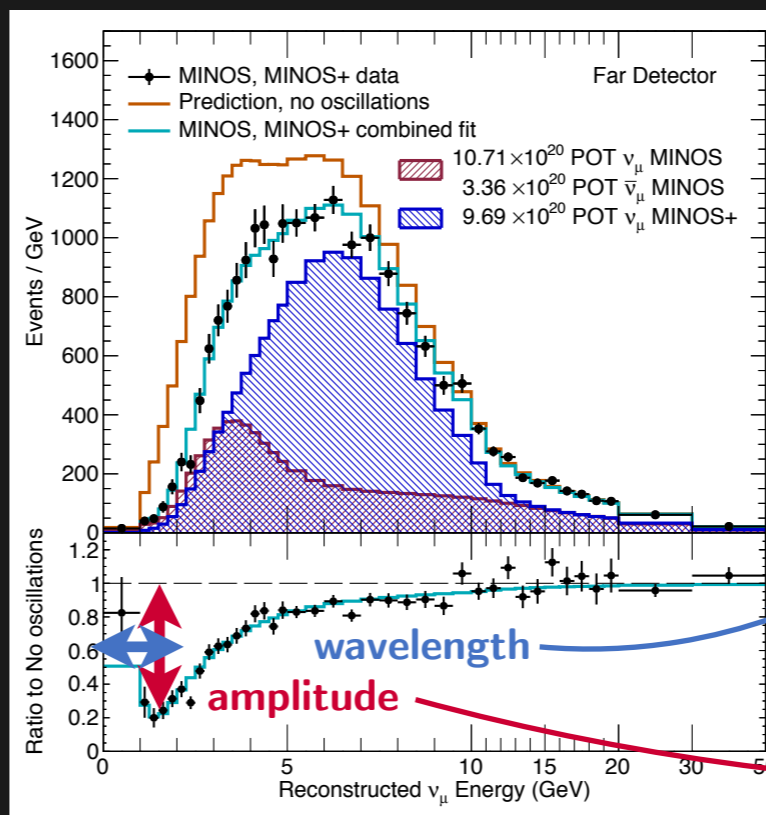 1600
1400
1200
1000
800
600
400
200
0
Events / GeV
MINOS, MINOS+ data
Prediction, no oscillations
MINOS, MINOS+ combined fit
Far Detector
10.71 ×10²⁰ POT νμ MINOS
3.36 ×10²⁰ POT ν̄μ MINOS
9.69 ×10²⁰ POT νμ MINOS+
1.2
1
0.8
0.6
0.4
0.2
0
Ratio to No oscillations
wavelength
amplitude
0 5 10 15 20 30
Reconstructed νμ Energy (GeV)